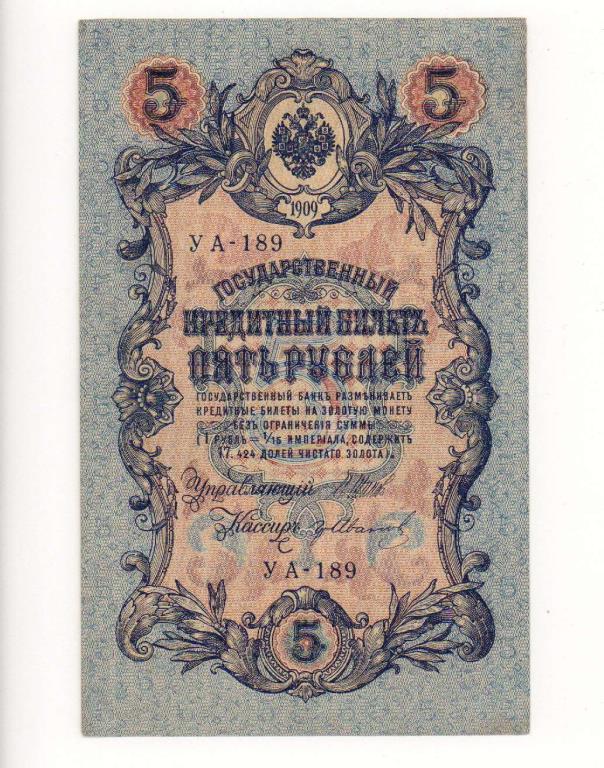 5 5
1909
УА-189
ГОСУДАРСТВЕННЫЙ
КРЕДИТНЫЙ БИЛЕТЪ
ПЯТЬ РУБЛЕЙ
ГОСУДАРСТВЕННЫЙ БАНКЪ РАЗМѢНИВАЕТЪ
КРЕДИТНЫЕ БИЛЕТЫ НА ЗОЛОТУЮ МОНЕТУ
БЕЗЪ ОГРАНИЧЕНІЯ СУММЫ
(1 РУБЛЬ = 1/15 ИМПЕРІАЛА, СОДЕРЖИТЪ
17.424 ДОЛЕЙ ЧИСТАГО ЗОЛОТА).
Управляющій
Кассиръ
УА-189
5